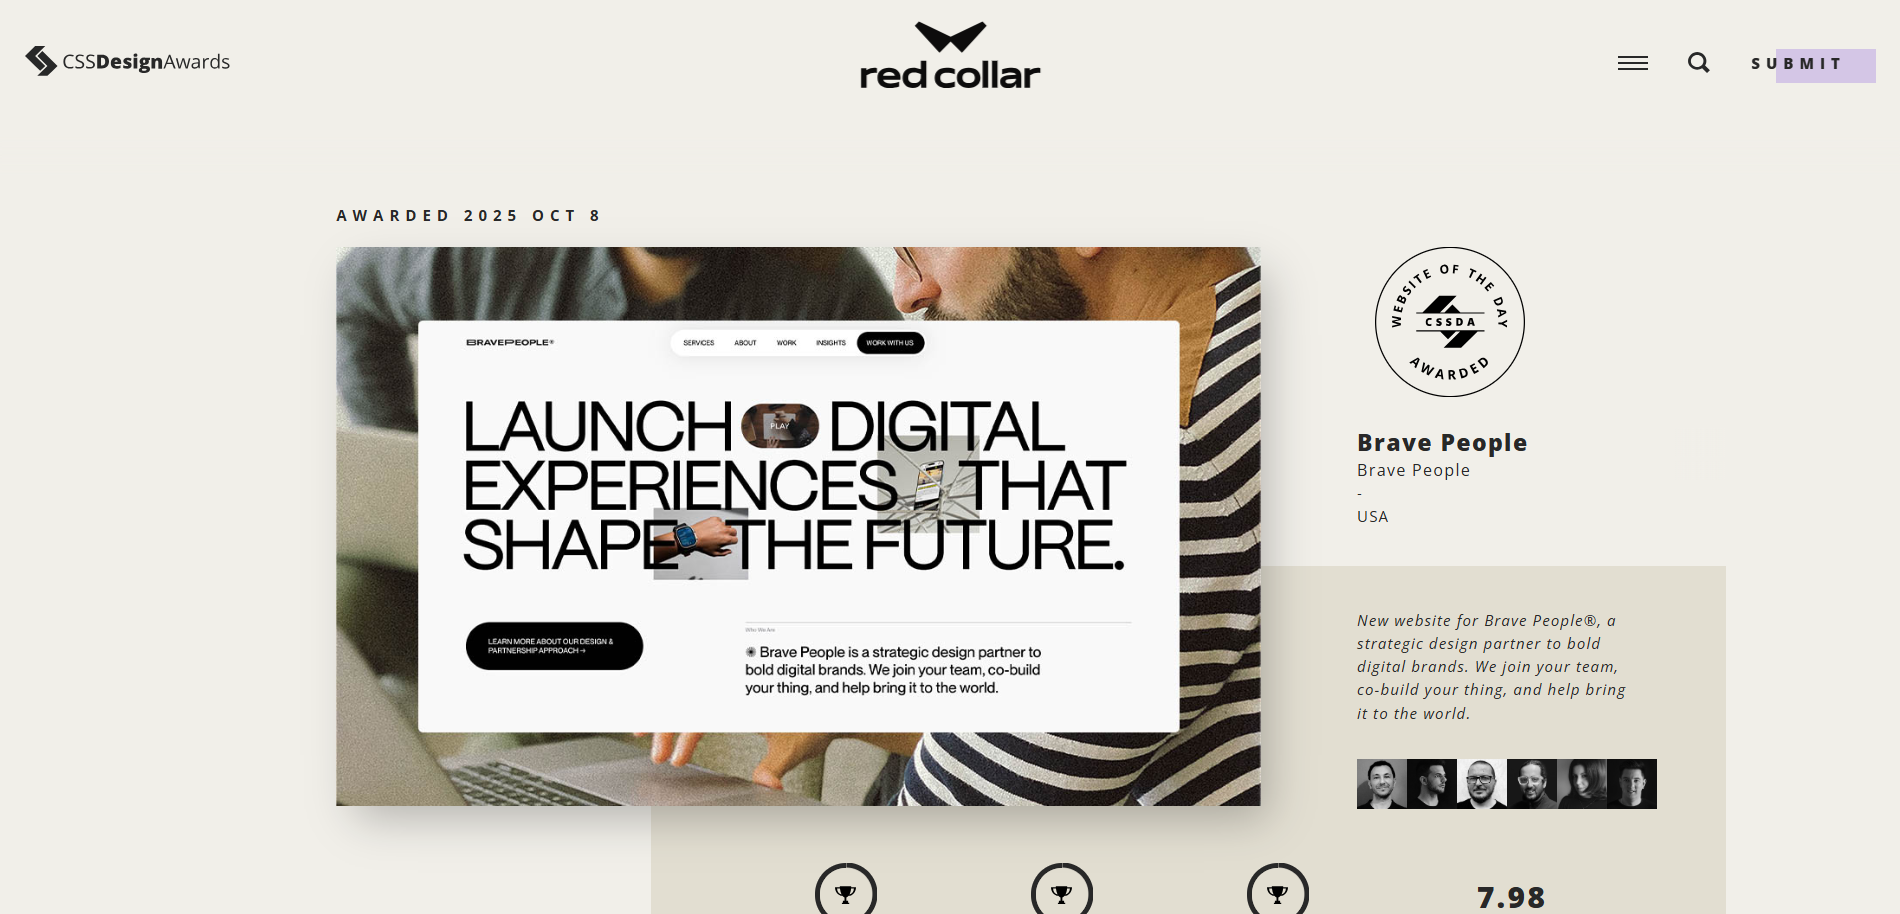 CSSDesignAwards
red collar
SUBMIT
AWARDED 2025 OCT 8
BRAVEPEOPLE®
SERVICES
ABOUT
WORK
INSIGHTS
WORK WITH US
LAUNCH PLAY DIGITAL
EXPERIENCES THAT
SHAPE THE FUTURE.
LEARN MORE ABOUT OUR DESIGN &
PARTNERSHIP APPROACH →
Who We Are
✺ Brave People is a strategic design partner to
bold digital brands. We join your team, co-build
your thing, and help bring it to the world.
WEBSITE OF THE DAY
CSSDA
AWARDED
Brave People
Brave People
-
USA
New website for Brave People®, a
strategic design partner to bold
digital brands. We join your team,
co-build your thing, and help bring
it to the world.
7.98